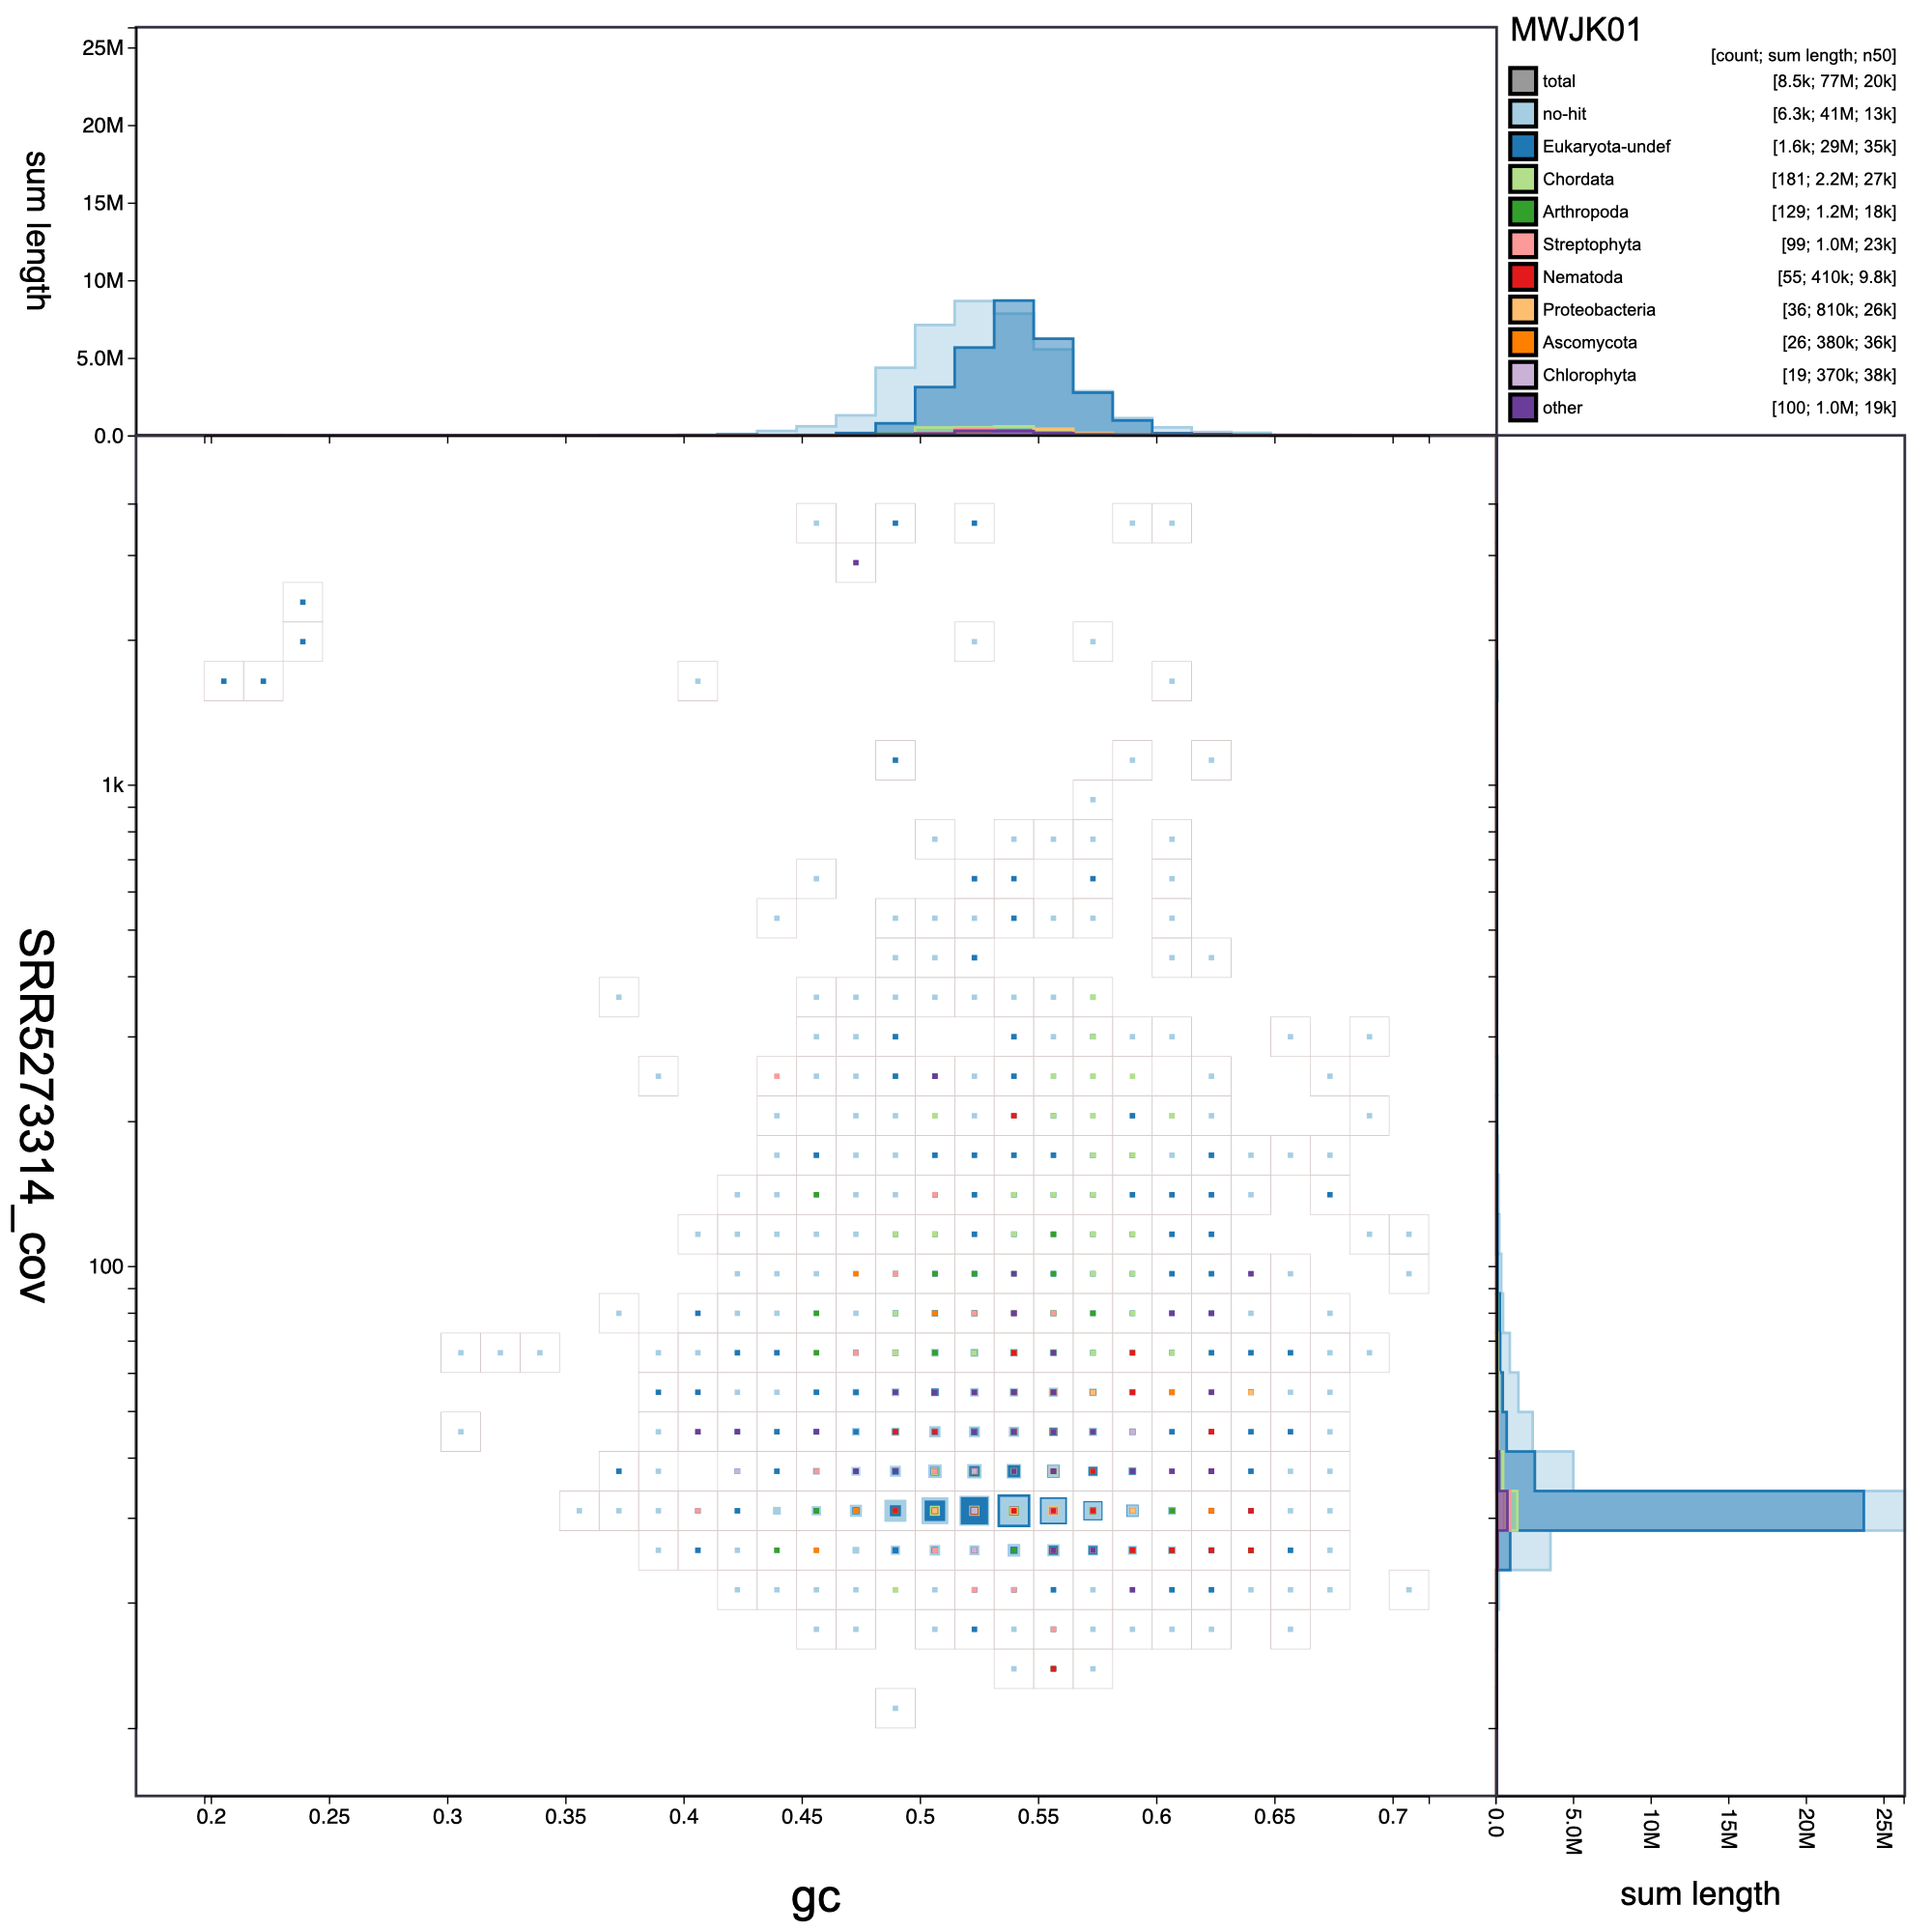 MWJK01
[count; sum length; n50]
total [8.5k; 77M; 20k]
no-hit [6.3k; 41M; 13k]
Eukaryota-undef [1.6k; 29M; 35k]
Chordata [181; 2.2M; 27k]
Arthropoda [129; 1.2M; 18k]
Streptophyta [99; 1.0M; 23k]
Nematoda [55; 410k; 9.8k]
Proteobacteria [36; 810k; 26k]
Ascomycota [26; 380k; 36k]
Chlorophyta [19; 370k; 38k]
other [100; 1.0M; 19k]
sum length
25M
20M
15M
10M
5.0M
0.0
SRR5273314_cov
1k
100
0.2 0.25 0.3 0.35 0.4 0.45 0.5 0.55 0.6 0.65 0.7
gc
0.0 5.0M 10M 15M 20M 25M
sum length